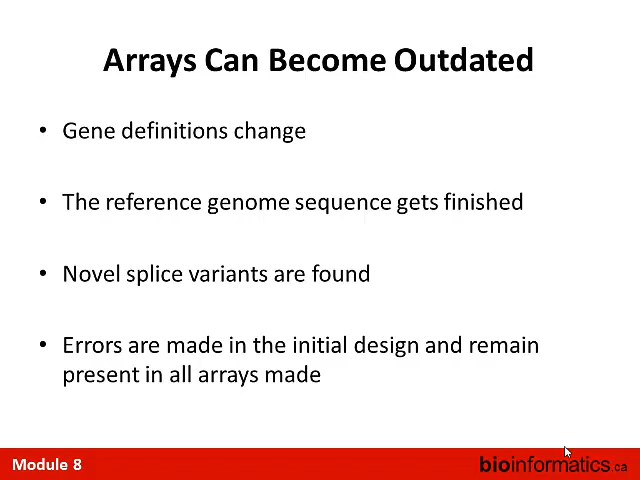 Arrays Can Become Outdated
• Gene definitions change
• The reference genome sequence gets finished
• Novel splice variants are found
• Errors are made in the initial design and remain
present in all arrays made
Module 8
bioinformatics.ca